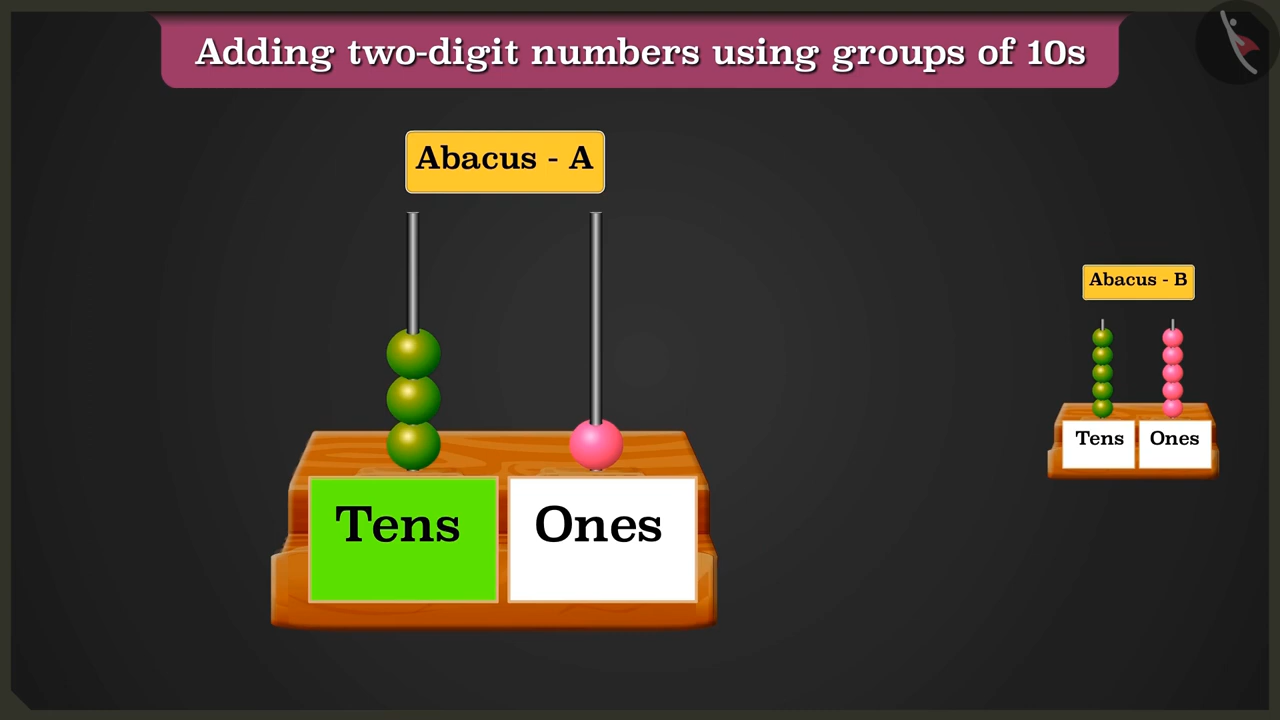 Adding two-digit numbers using groups of 10s
Abacus - A
Abacus - B
Tens Ones
Tens Ones